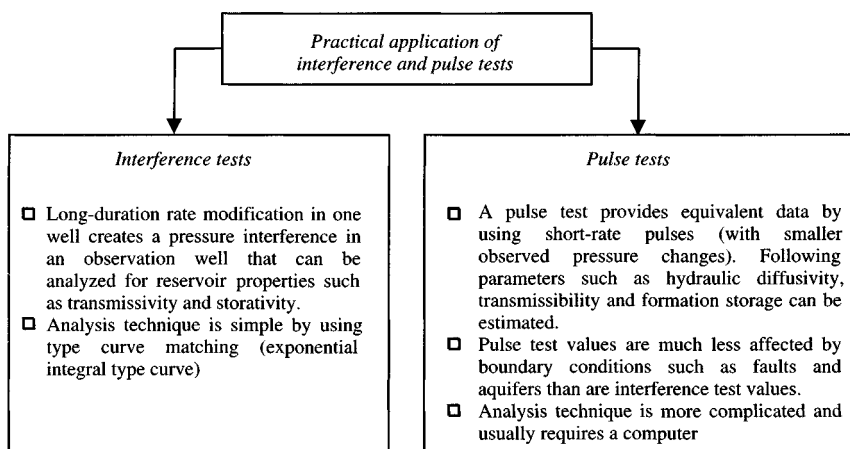 Practical application of
interference and pulse tests
Interference tests
Long-duration rate modification in one
well creates a pressure interference in
an observation well that can be
analyzed for reservoir properties such
as transmissivity and storativity.
Analysis technique is simple by using
type curve matching (exponential
integral type curve)
Pulse tests
A pulse test provides equivalent data by
using short-rate pulses (with smaller
observed pressure changes). Following
parameters such as hydraulic diffusivity,
transmissibility and formation storage can be
estimated.
Pulse test values are much less affected by
boundary conditions such as faults and
aquifers than are interference test values.
Analysis technique is more complicated and
usually requires a computer